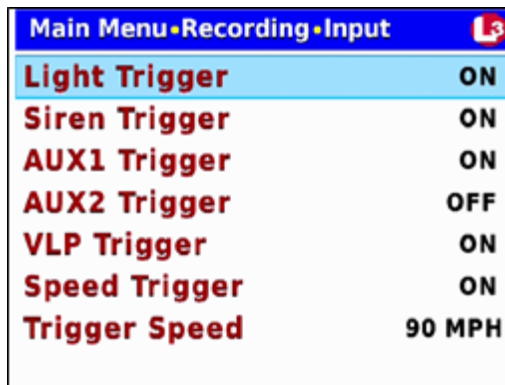 Main Menu•Recording•Input L3
Light Trigger ON
Siren Trigger ON
AUX1 Trigger ON
AUX2 Trigger OFF
VLP Trigger ON
Speed Trigger ON
Trigger Speed 90 MPH